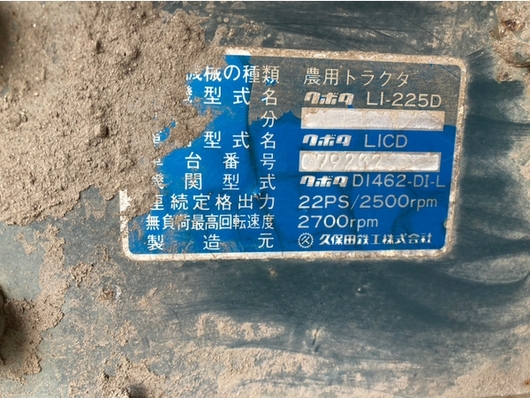 機械の種類 農用トラクタ
型式名 クボタ LI-225D
分
型式名 クボタ LICD
台番号
機関型式 クボタ DI462-DI-L
連続定格出力 22PS/2500rpm
無負荷最高回転速度 2700rpm
製造元 久保田鉄工株式会社